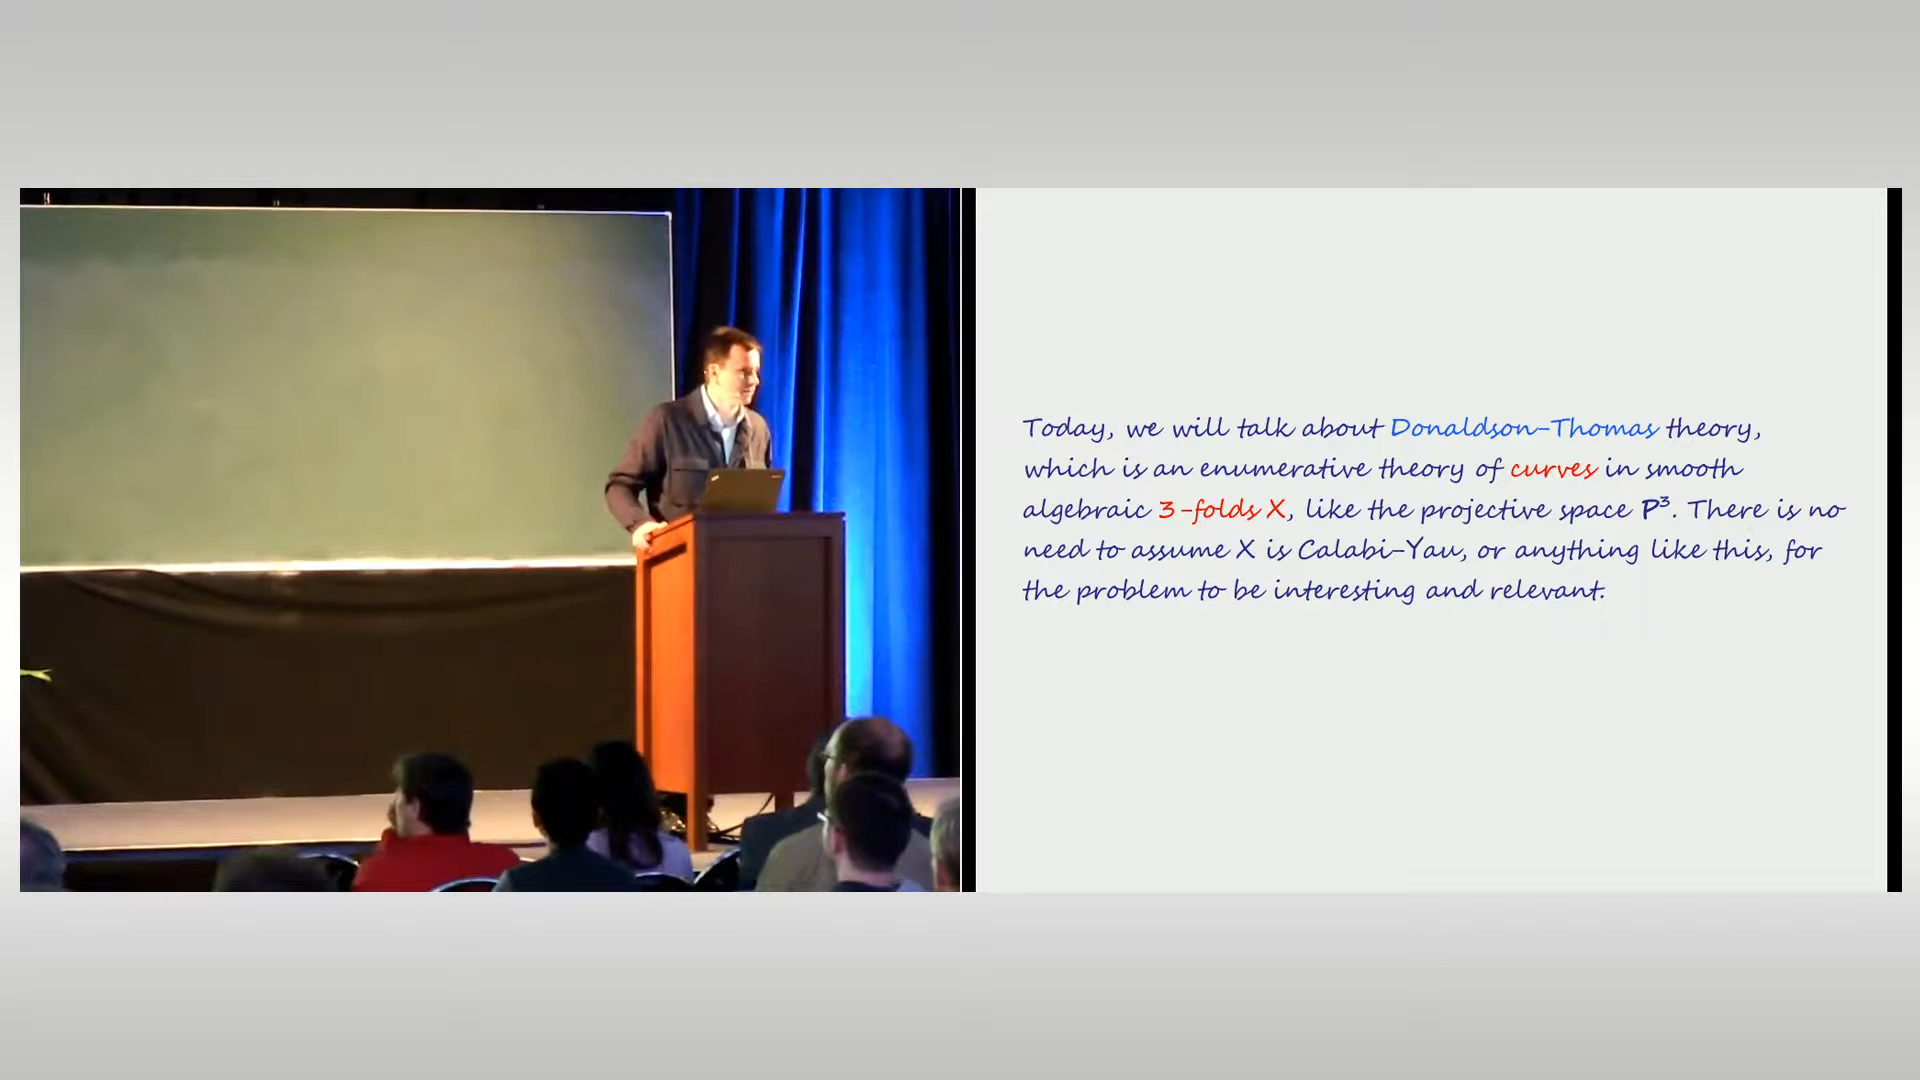 Today, we will talk about Donaldson-Thomas theory,
which is an enumerative theory of curves in smooth
algebraic 3-folds X, like the projective space P³. There is no
need to assume X is Calabi-Yau, or anything like this, for
the problem to be interesting and relevant.